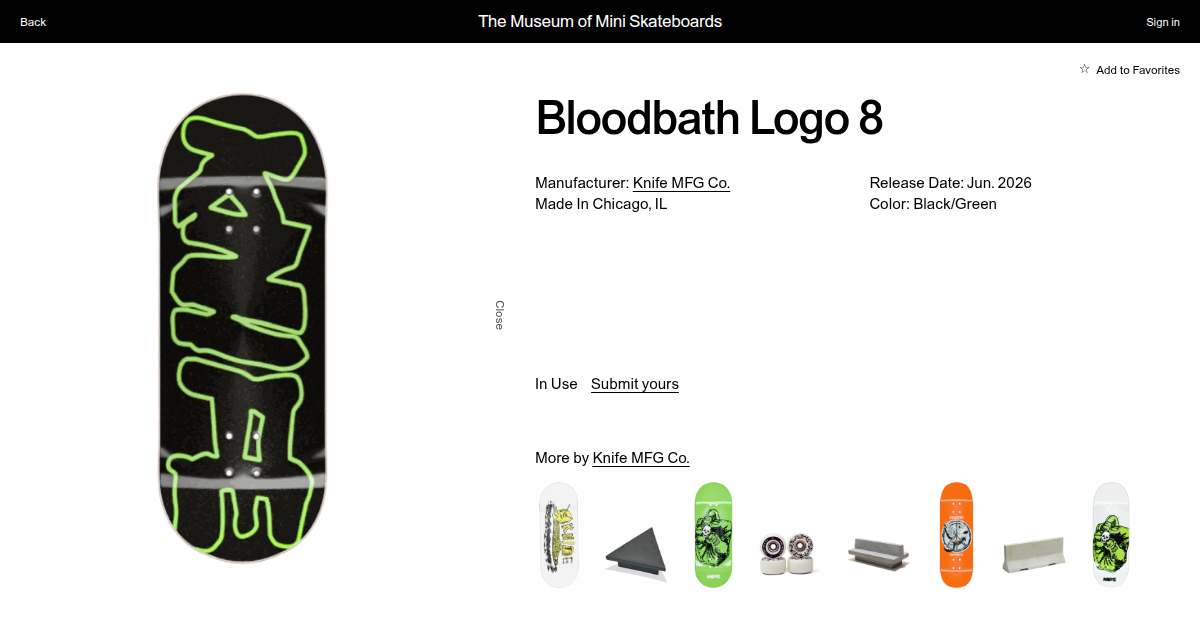 Back
The Museum of Mini Skateboards
Sign in
☆ Add to Favorites
KNIFE
Bloodbath Logo 8
Manufacturer: Knife MFG Co.
Made In Chicago, IL
Release Date: Jun. 2026
Color: Black/Green
Close
In Use Submit yours
More by Knife MFG Co.